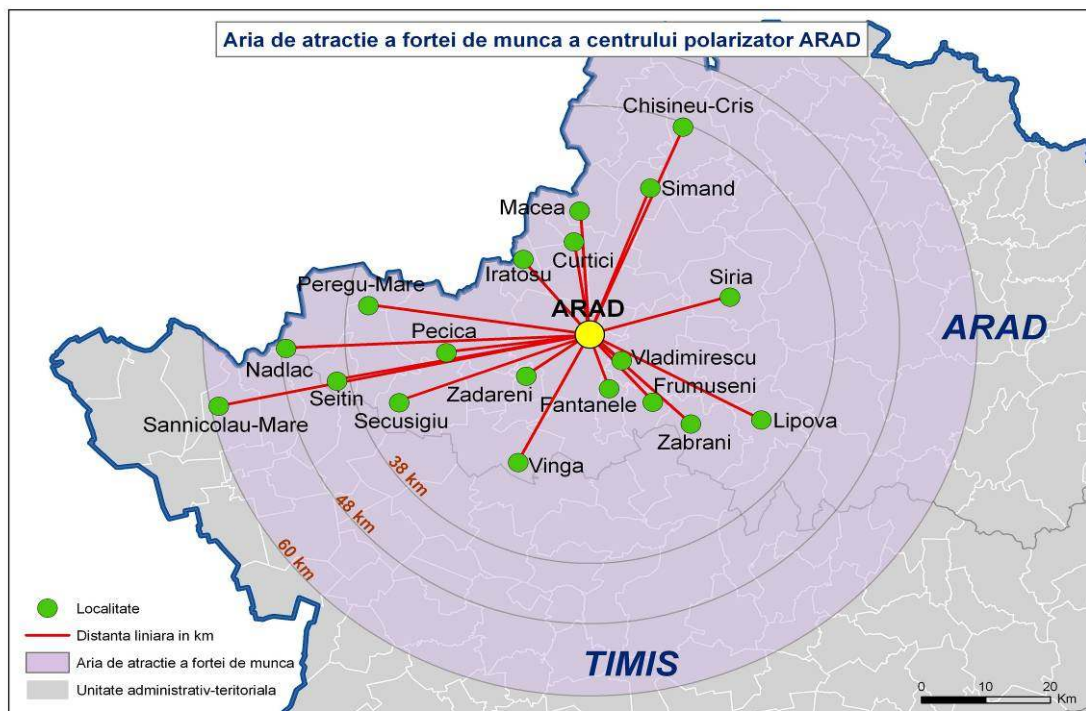 Aria de atractie a fortei de munca a centrului polarizator ARAD
Chisineu-Cris
Simand
Macea
Curtici
Iratosu
Siria
Peregu-Mare
ARAD
ARAD
Pecica
Nadlac
Vladimirescu
Seitin
Zadareni
Frumuseni
Fantanele
Sannicolau-Mare
Secusigiu
Lipova
Zabrani
Vinga
38 km
48 km
60 km
Localitate
Distanta liniara in km
Aria de atractie a fortei de munca
Unitate administrativ-teritoriala
TIMIS
0 10 20
Km